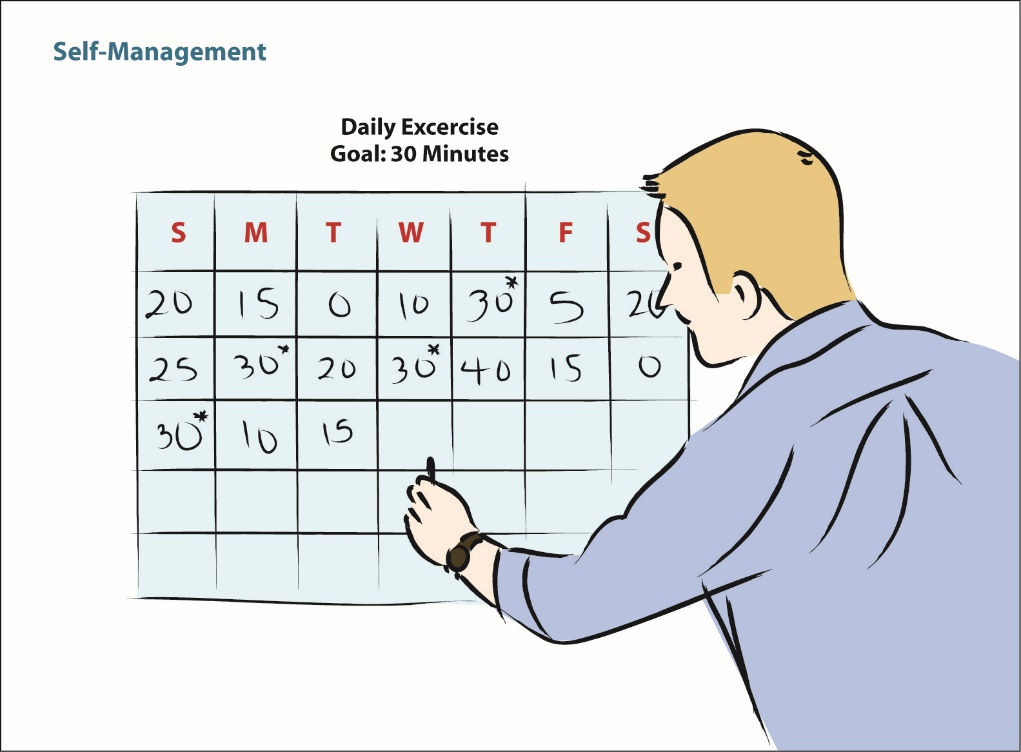 Self-Management
Daily Excercise
Goal: 30 Minutes
S M T W T F S
20 15 0 10 30* 5 20
25 30* 20 30* 40 15 0
30* 10 15